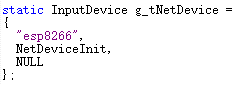 static InputDevice g_tNetDevice =
{
"esp8266",
NetDeviceInit,
NULL
};